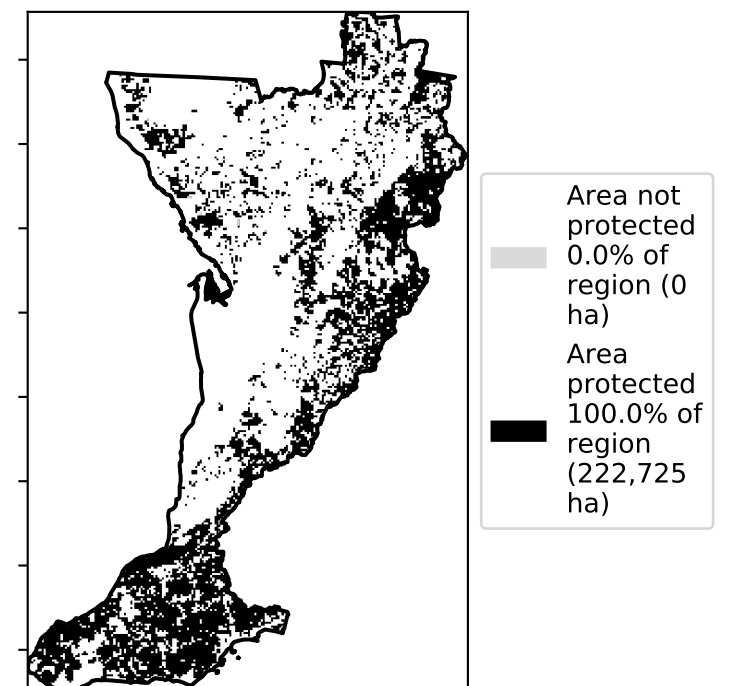 Area not
protected
0.0% of
region (0
ha)
Area
protected
100.0% of
region
(222,725
ha)